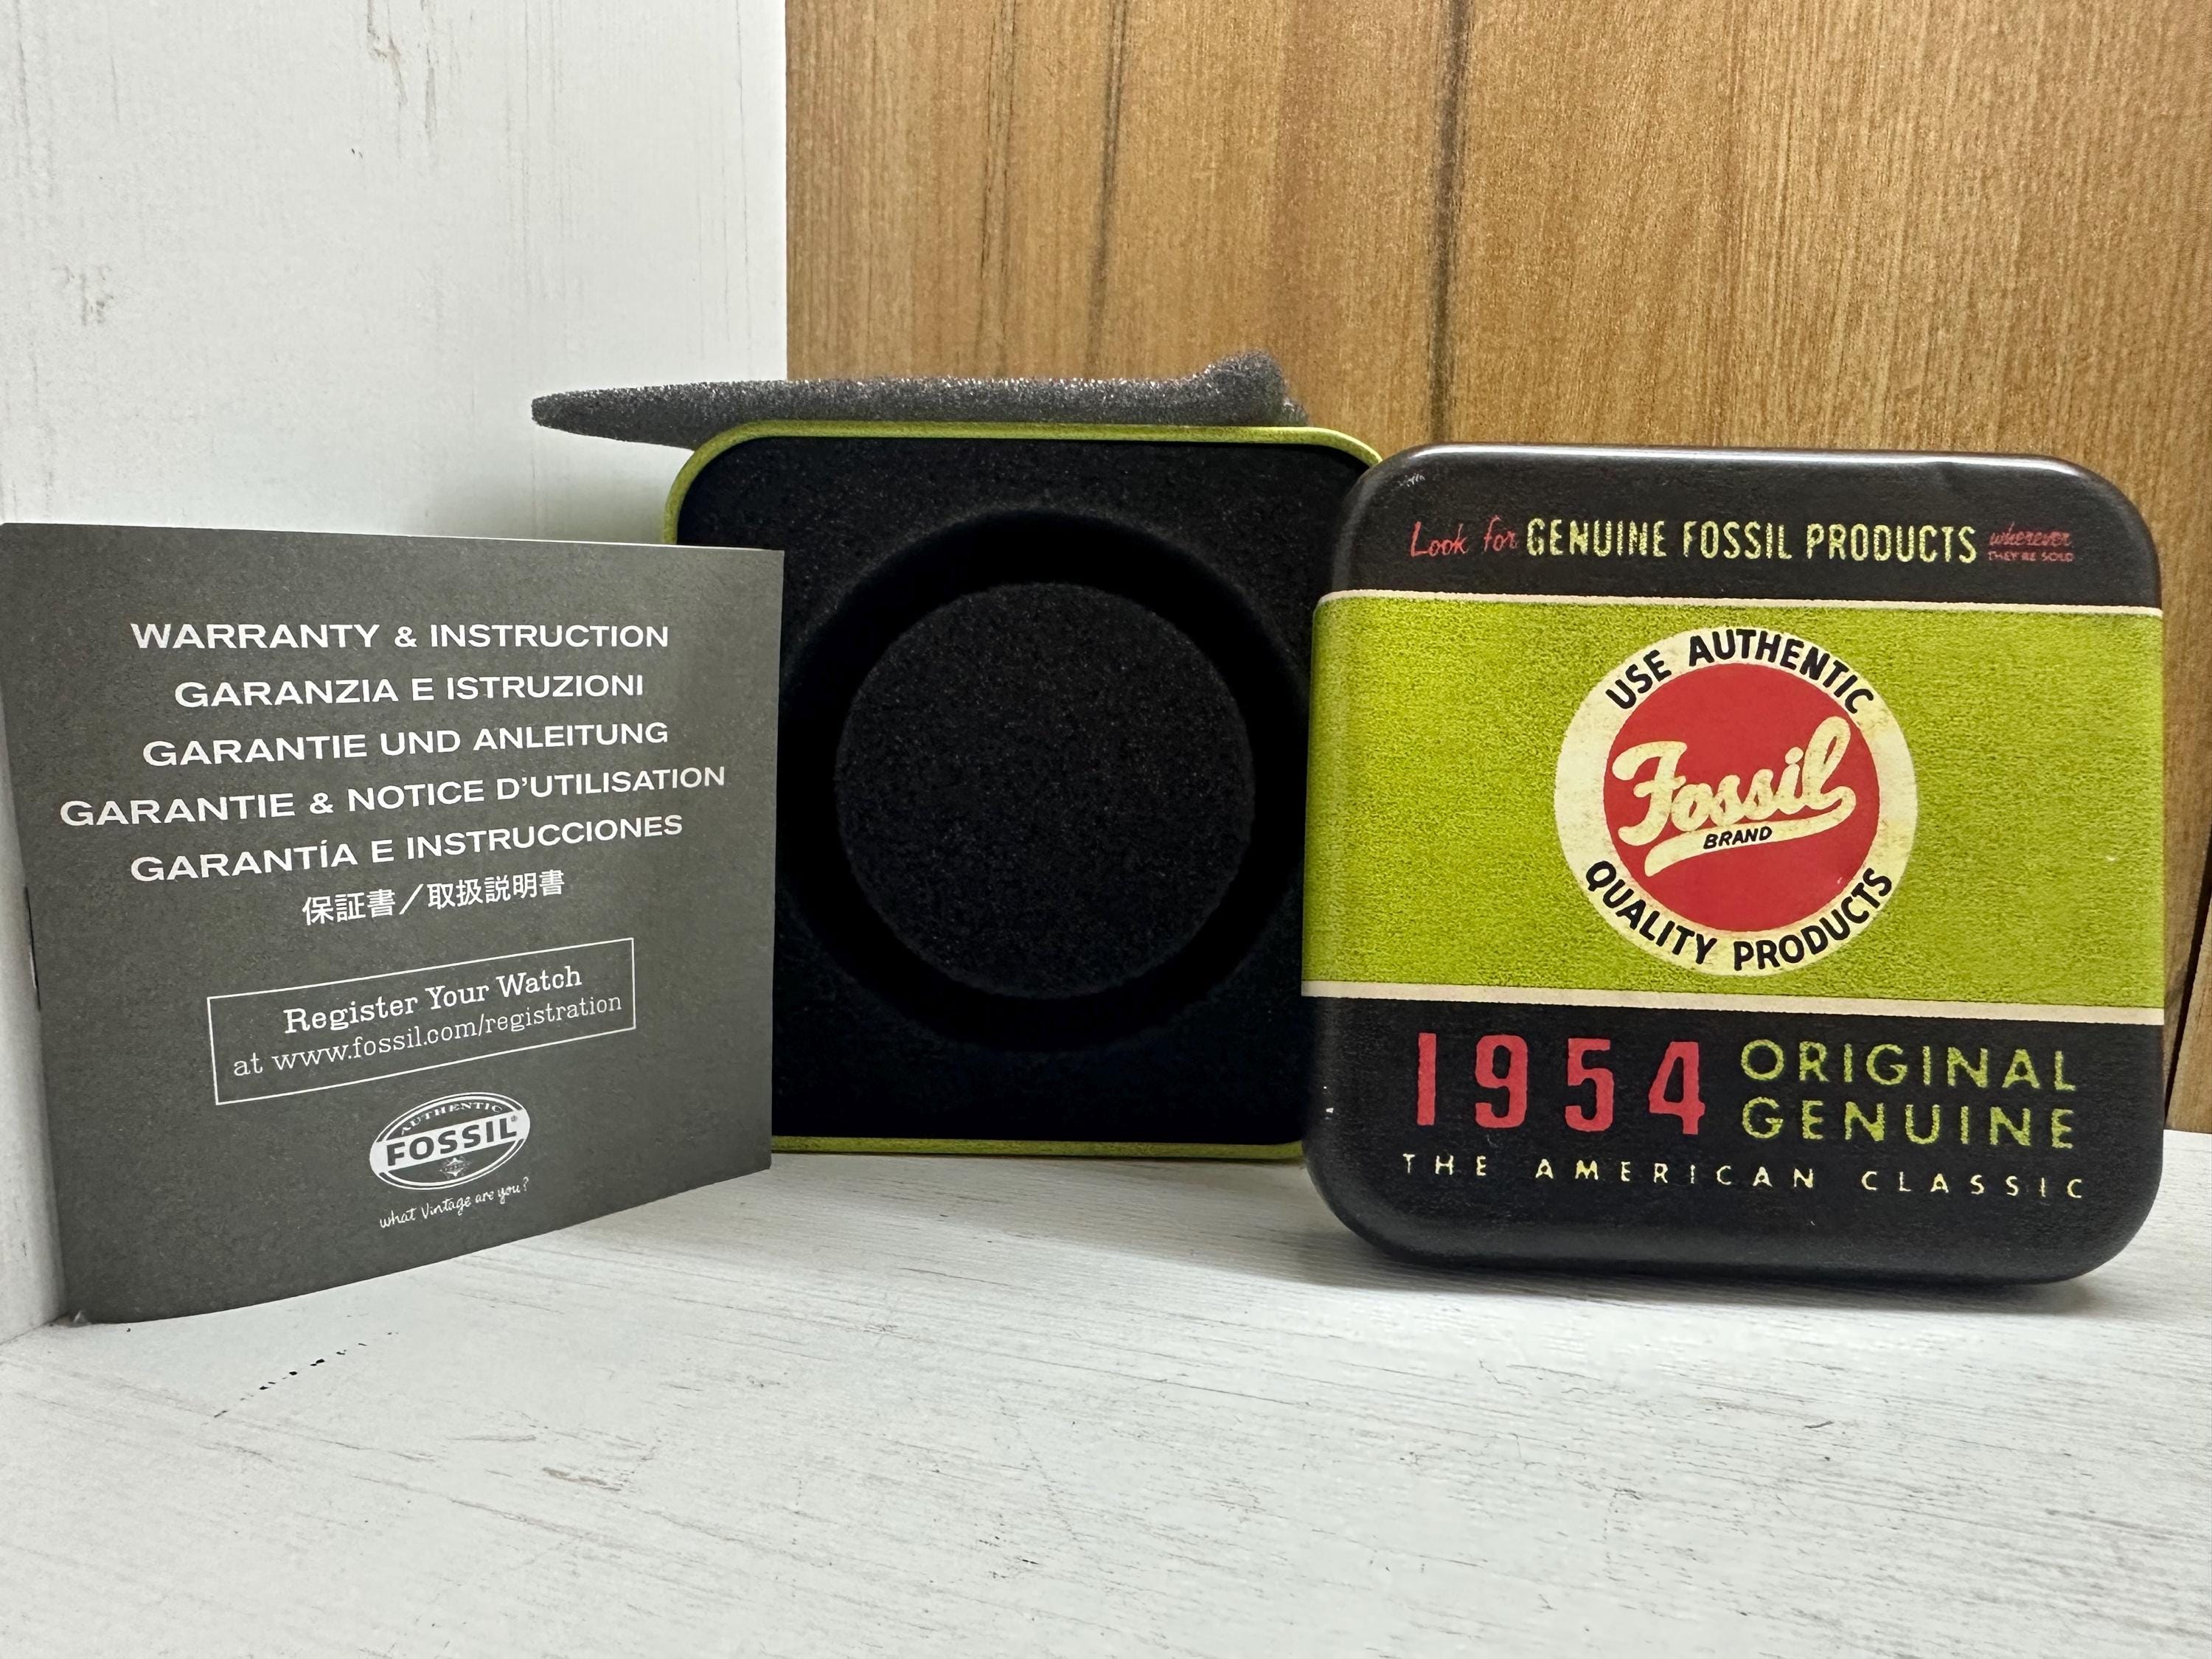 WARRANTY & INSTRUCTION
GARANZIA E ISTRUZIONI
GARANTIE UND ANLEITUNG
GARANTIE & NOTICE D'UTILISATION
GARANTÍA E INSTRUCCIONES
保証書／取扱説明書
Register Your Watch
at www.fossil.com/registration
AUTHENTIC
FOSSIL®
what Vintage are you?
Look for GENUINE FOSSIL PRODUCTS wherever
THEY'RE SOLD
USE AUTHENTIC
Fossil
BRAND
QUALITY PRODUCTS
1954 ORIGINAL
GENUINE
THE AMERICAN CLASSIC